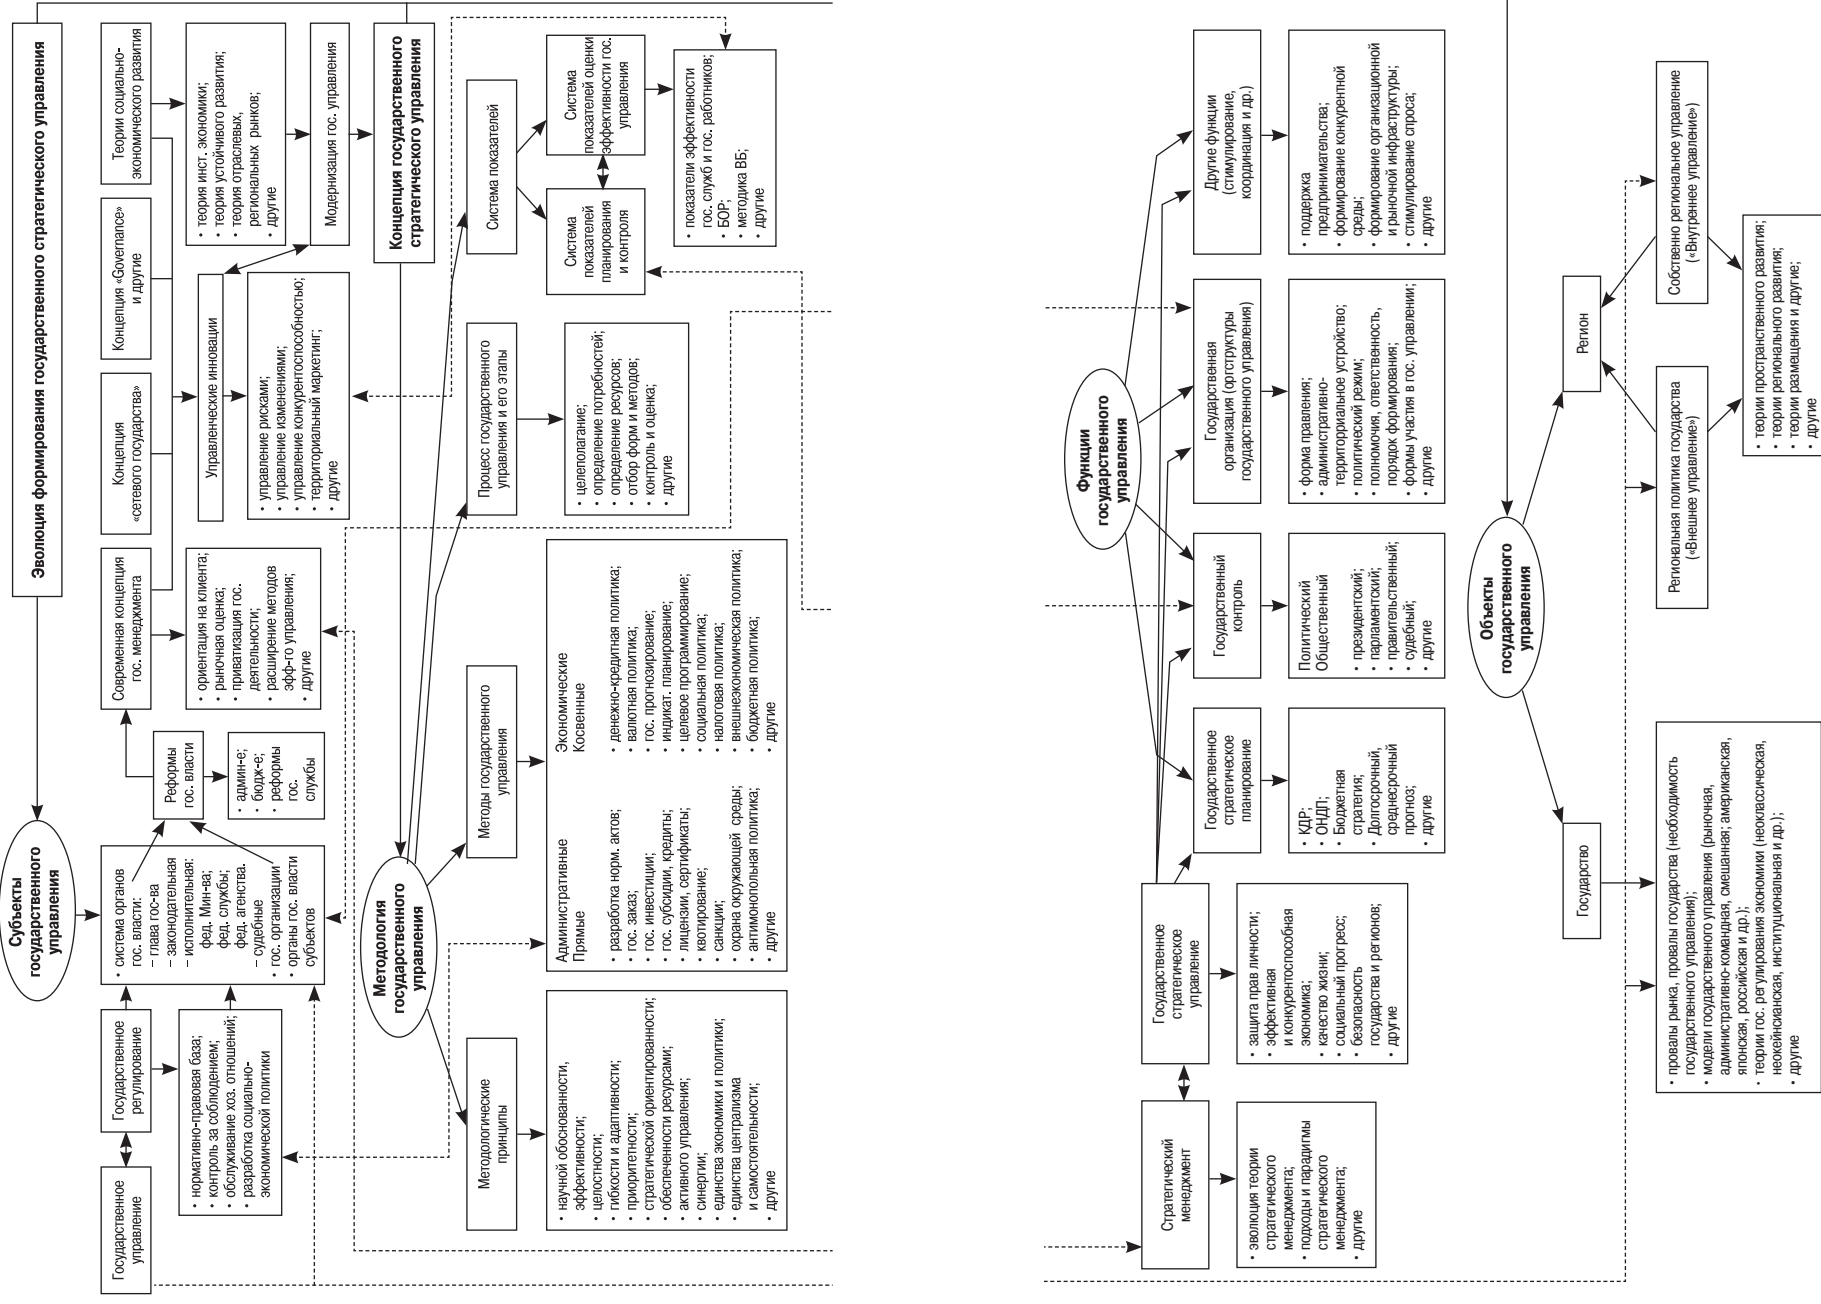 Эволюция формирования государственного стратегического управления
Субъекты
государственного
управления
Государственное
управление
Государственное
регулирование
• нормативно-правовая база;
контроль за соблюдением;
• обслуживание хоз. отношений;
• разработка социально-
экономической политики
• система органов
гос. власти:
– глава гос-ва
– законодательная
– исполнительная:
фед. Мин-ва;
фед. службы;
фед. агенства.
– судебные
• гос. организации
• органы гос. власти
субъектов
Реформы
гос. власти
• админ-е;
• бюдж-е;
• реформы
гос.
службы
Современная концепция
гос. менеджмента
• ориентация на клиента;
• рыночная оценка;
• приватизация гос.
деятельности;
• расширение методов
эфф-го управления;
• другие
Концепция
«сетевого государства»
Концепция «Governance»
и другие
Теории социально-
экономического развития
Управленческие инновации
• управление рисками;
• управление изменениями;
• управление конкурентоспособностью;
• территориальный маркетинг;
• другие
• теория инст. экономики;
• теория устойчивого развития;
• теория отраслевых,
региональных рынков;
• другие
Модернизация гос. управления
Концепция государственного
стратегического управления
Методология
государственного
управления
Методологические
принципы
• научной обоснованности,
эффективности;
• целостности;
• гибкости и адаптивности;
• приоритетности;
• стратегической ориентированности;
• обеспеченности ресурсами;
• активного управления;
• синергии;
• единства экономики и политики;
• единства централизма
и самостоятельности;
• другие
Методы государственного
управления
Административные
Прямые
• разработка норм. актов;
• гос. заказ;
• гос. инвестиции;
• гос. субсидии, кредиты;
• лицензии, сертификаты;
• квотирование;
• санкции;
• охрана окружающей среды;
• антимонопольная политика;
• другие
Экономические
Косвенные
• денежно-кредитная политика;
• валютная политика;
• гос. прогнозирование;
• индикат. планирование;
• целевое программирование;
• социальная политика;
• налоговая политика;
• внешнеэкономическая политика;
• бюджетная политика;
• другие
Процесс государственного
управления и его этапы
• целеполагание;
• определение потребностей;
• определение ресурсов;
• отбор форм и методов;
• контроль и оценка;
• другие
Система показателей
Система
показателей
планирования
и контроля
Система
показателей оценки
эффективности гос.
управления
• показатели эффективности
гос. служб и гос. работников;
• БОР;
• методика ВБ;
• другие
Функции
государственного
управления
Стратегический
менеджмент
• эволюция теории
стратегического
менеджмента;
• подходы и парадигмы
стратегического
менеджмента;
• другие
Государственное
стратегическое
управление
• защита прав личности;
• эффективная
и конкурентоспособная
экономика;
• качество жизни;
• социальный прогресс;
• безопасность
государства и регионов;
• другие
Государственное
стратегическое
планирование
• КДР;
• ОНДП;
• Бюджетная
стратегия;
• Долгосрочный,
среднесрочный
прогноз;
• другие
Государственный
контроль
Политический
Общественный
• президентский;
• парламентский;
• правительственный;
• судебный;
• другие
Государственная
организация (оргструктуры
государственного управления)
• форма правления;
• административно-
территорриальное устройство;
• политический режим;
• полномочия, ответственность,
порядок формирования;
• формы участия в гос. управлении;
• другие
Другие функции
(стимулирование,
координация и др.)
• поддержка
предпринимательства;
• формирование конкурентной
среды;
• формирование организационной
и рыночной инфраструктуры;
• стимулирование спроса;
• другие
Объекты
государственного
управления
Государство
• провалы рынка, провалы государства (необходимость
государственного управления);
• модели государственного управления (рыночная,
административно-командная, смешанная; американская,
японская, российская и др.);
• теории гос. регулирования экономики (неоклассическая,
неокейнсианская, институциональная и др.);
• другие
Регион
Региональная политика государства
(«Внешнее управление»)
Собственно региональное управление
(«Внутреннее управление»)
• теории пространственного развития;
• теории регионального развития;
• теории размещения и другие;
• другие